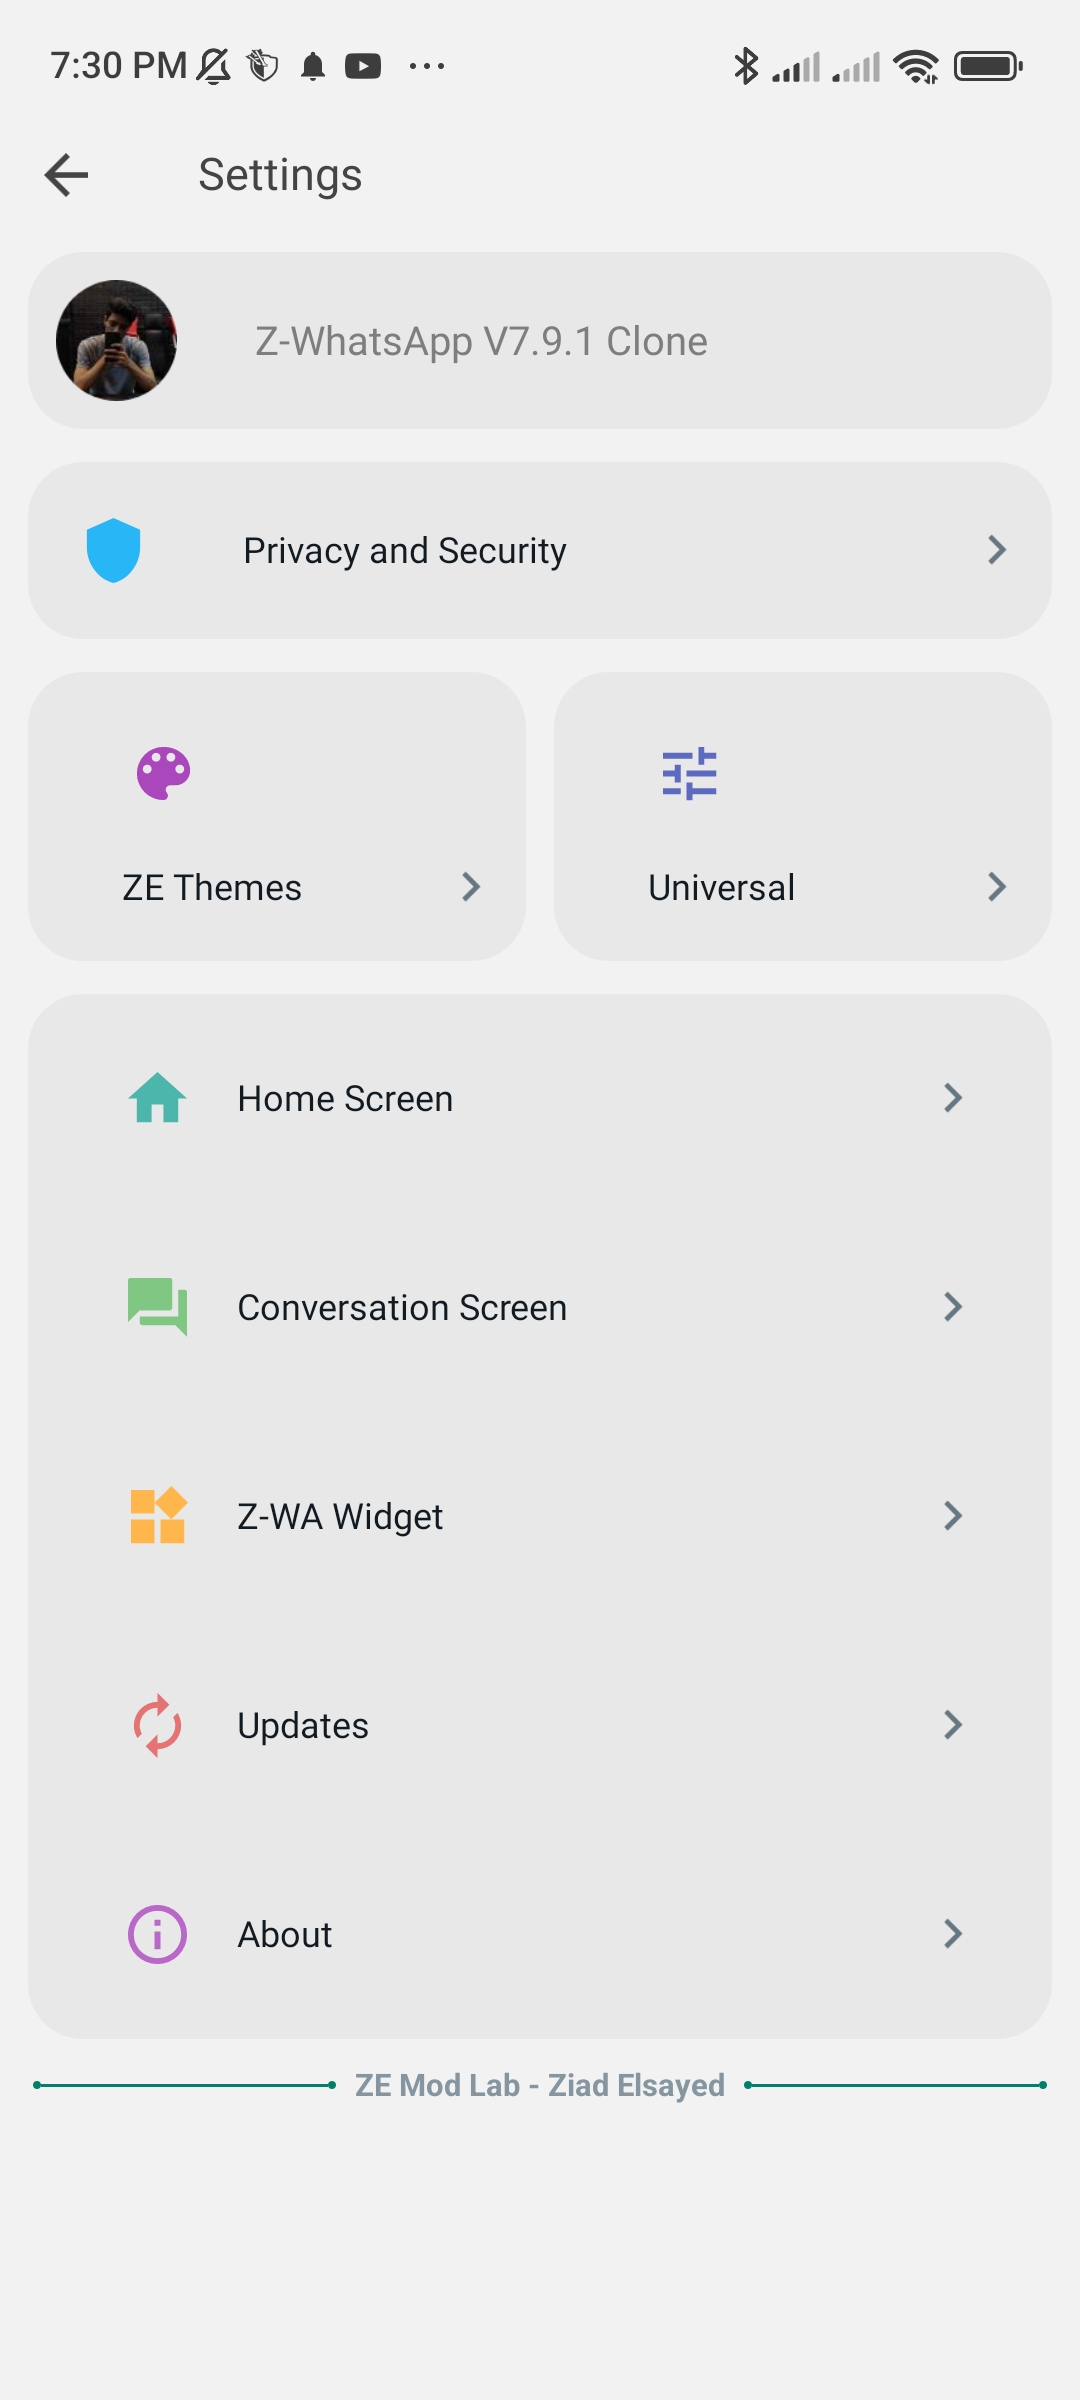 7:30 PM
Settings
Z-WhatsApp V7.9.1 Clone
Privacy and Security
ZE Themes
Universal
Home Screen
Conversation Screen
Z-WA Widget
Updates
About
ZE Mod Lab - Ziad Elsayed